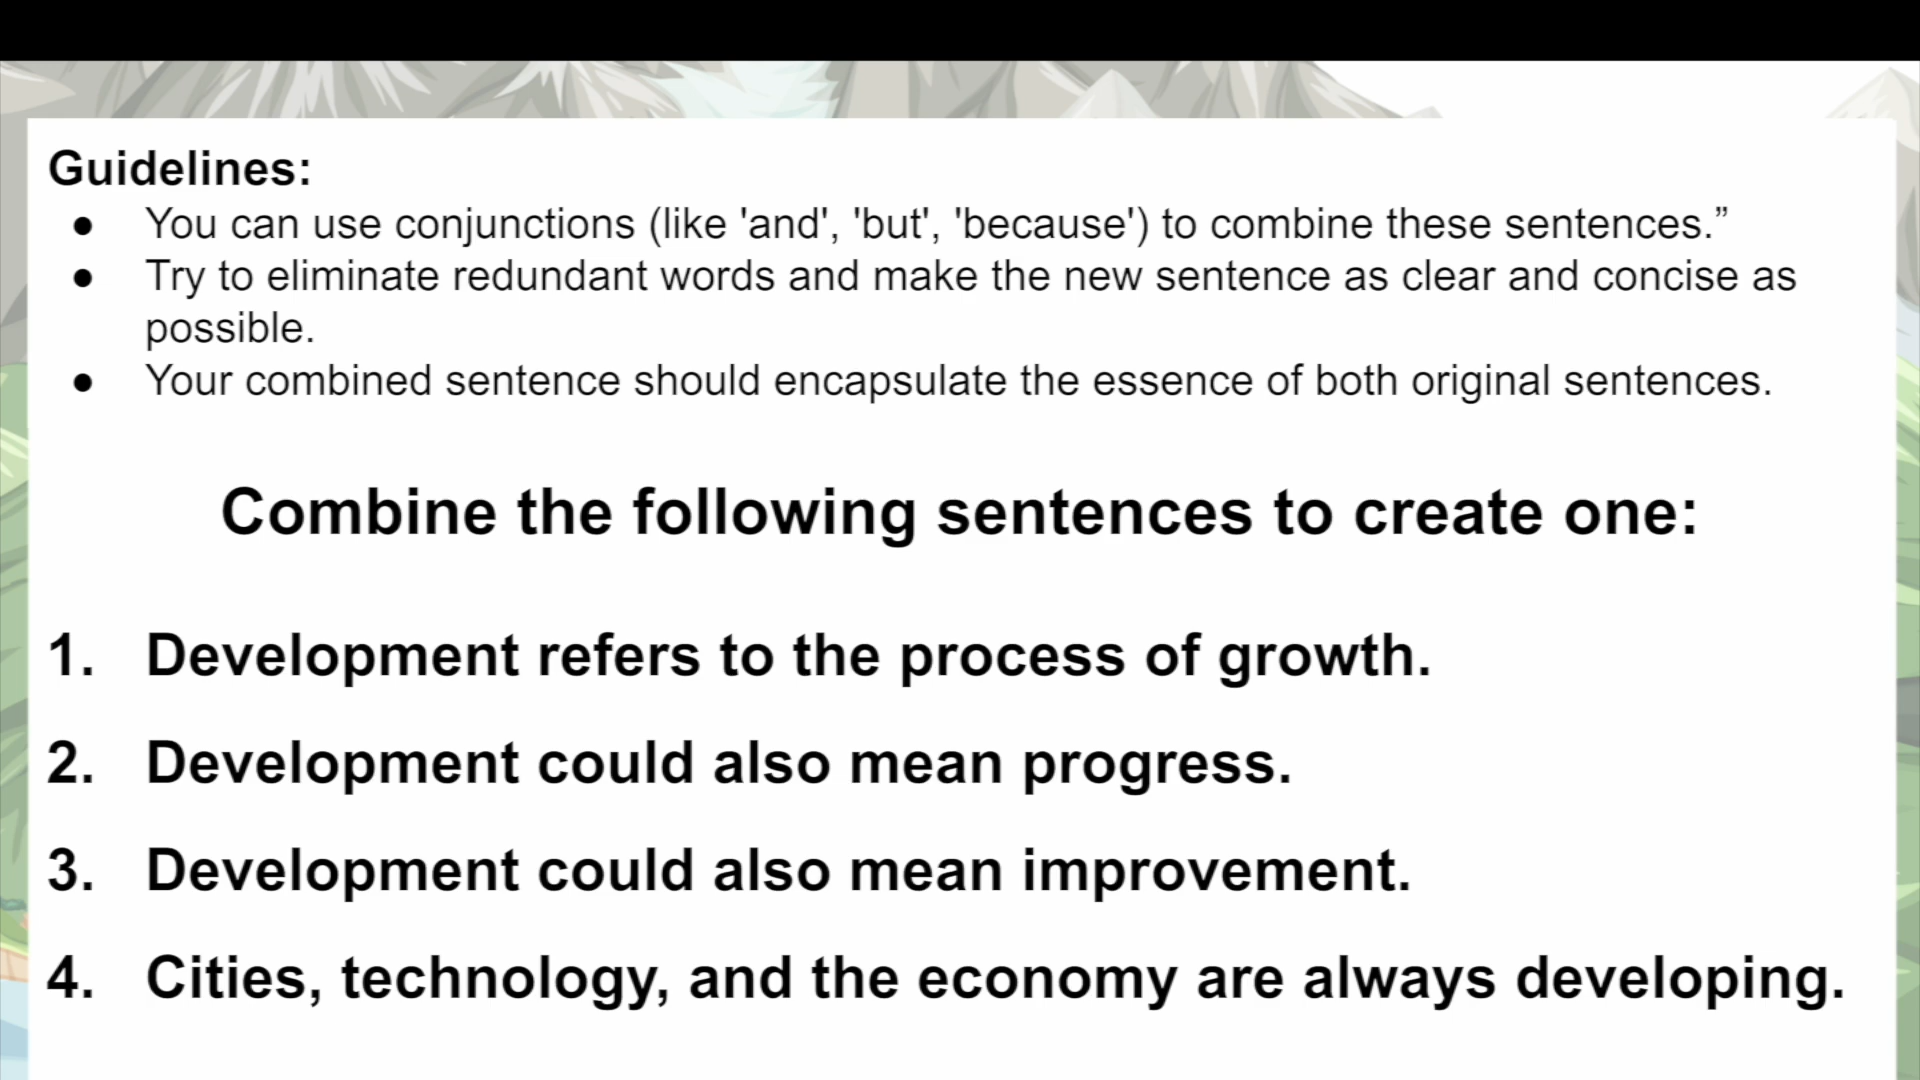 Guidelines:
● You can use conjunctions (like 'and', 'but', 'because') to combine these sentences.”
● Try to eliminate redundant words and make the new sentence as clear and concise as
possible.
● Your combined sentence should encapsulate the essence of both original sentences.
Combine the following sentences to create one:
1. Development refers to the process of growth.
2. Development could also mean progress.
3. Development could also mean improvement.
4. Cities, technology, and the economy are always developing.